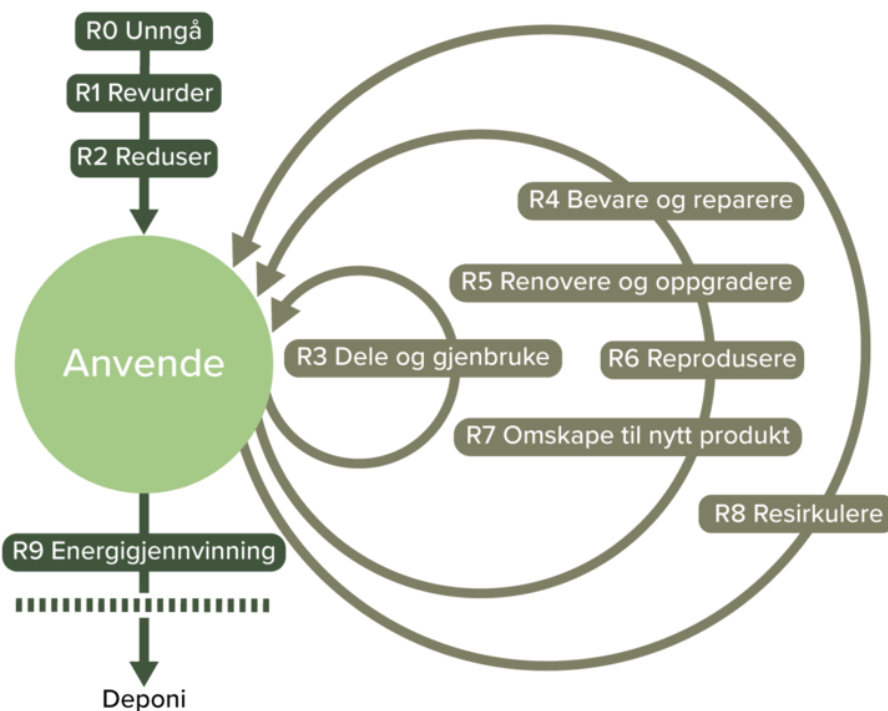 R0 Unngå
R1 Revurder
R2 Reduser
Anvende
R3 Dele og gjenbruke
R4 Bevare og reparere
R5 Renovere og oppgradere
R6 Reprodusere
R7 Omskape til nytt produkt
R8 Resirkulere
R9 Energigjennvinning
Deponi